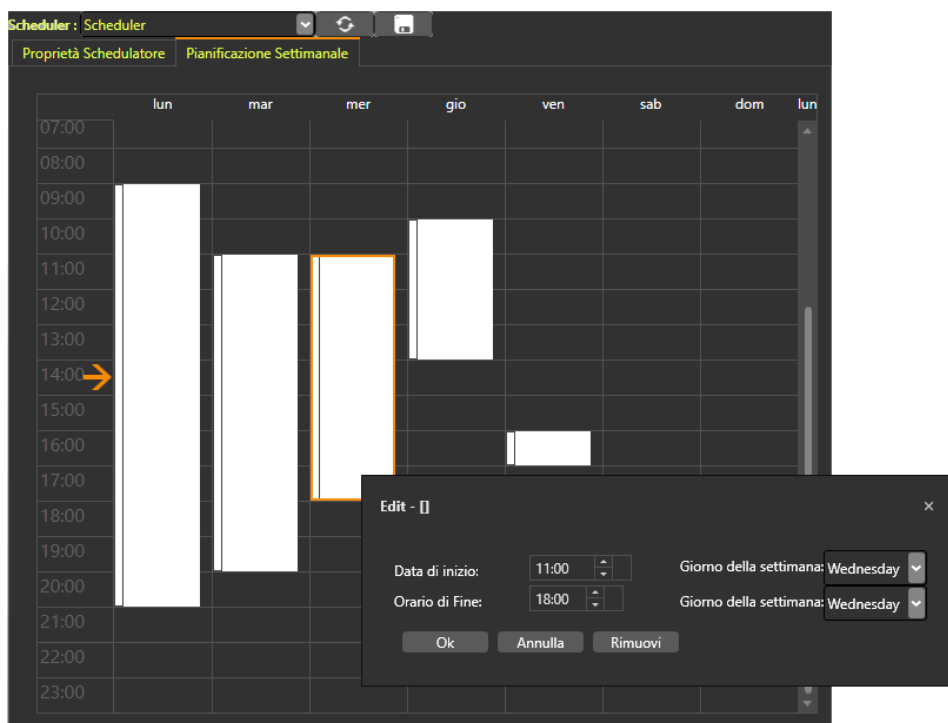 Scheduler : Scheduler
Proprietà Schedulatore Pianificazione Settimanale
lun mar mer gio ven sab dom lun
07:00
08:00
09:00
10:00
11:00
12:00
13:00
14:00
15:00
16:00
17:00
18:00
19:00
20:00
21:00
22:00
23:00
Edit - []
Data di inizio: 11:00 Giorno della settimana: Wednesday
Orario di Fine: 18:00 Giorno della settimana: Wednesday
Ok Annulla Rimuovi